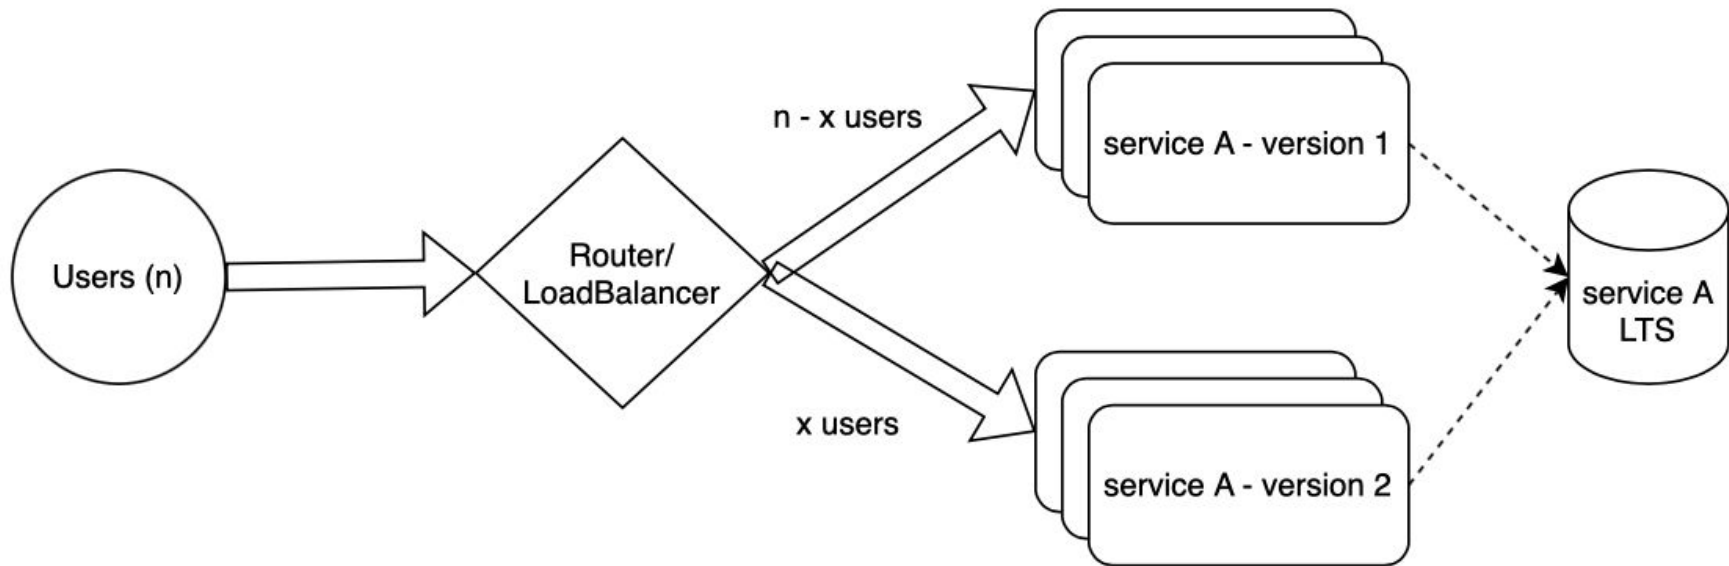 Users (n)
Router/
LoadBalancer
n - x users
x users
service A - version 1
service A - version 2
service A
LTS